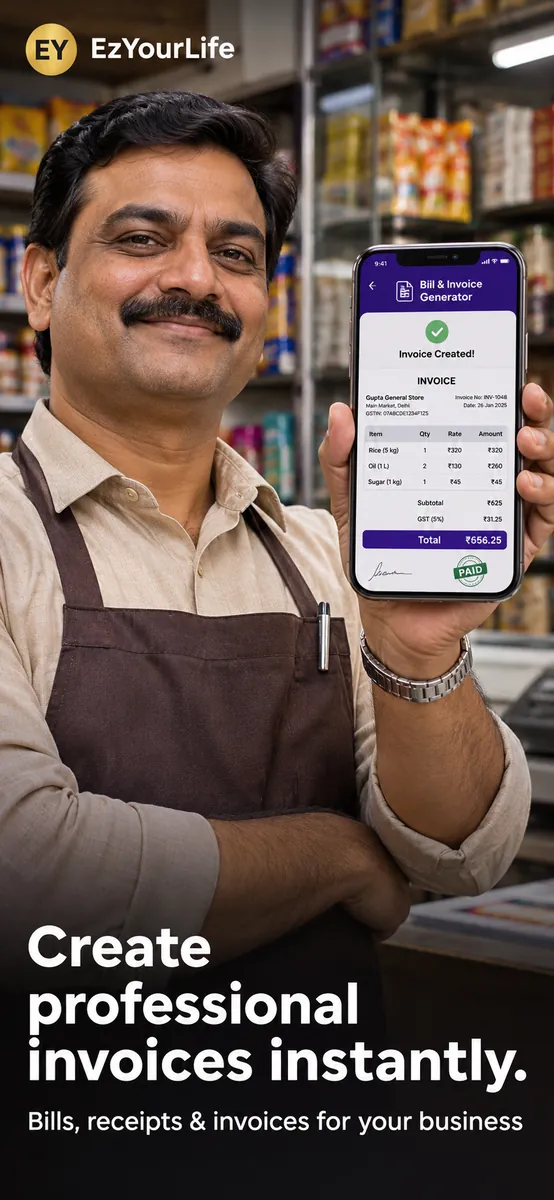 EY EzYourLife
9:41
Biil & Invoice
Generator
Invoice Created!
INVOICE
Gupta General Store Invoice No: INV-1048
Main Market, Delhi Date: 26 Jan 2025
GSTIN: 07ABCDE1234F1Z5
Item Qty Rate Amount
Rice (5 kg) 1 ₹320 ₹320
Oil (1 L) 2 ₹130 ₹260
Sugar (1 kg) 1 ₹45 ₹45
Subtotal ₹625
GST (5%) ₹31.25
Total ₹656.25
PAID
Create
professional
invoices instantly.
Bills, receipts & invoices for your business